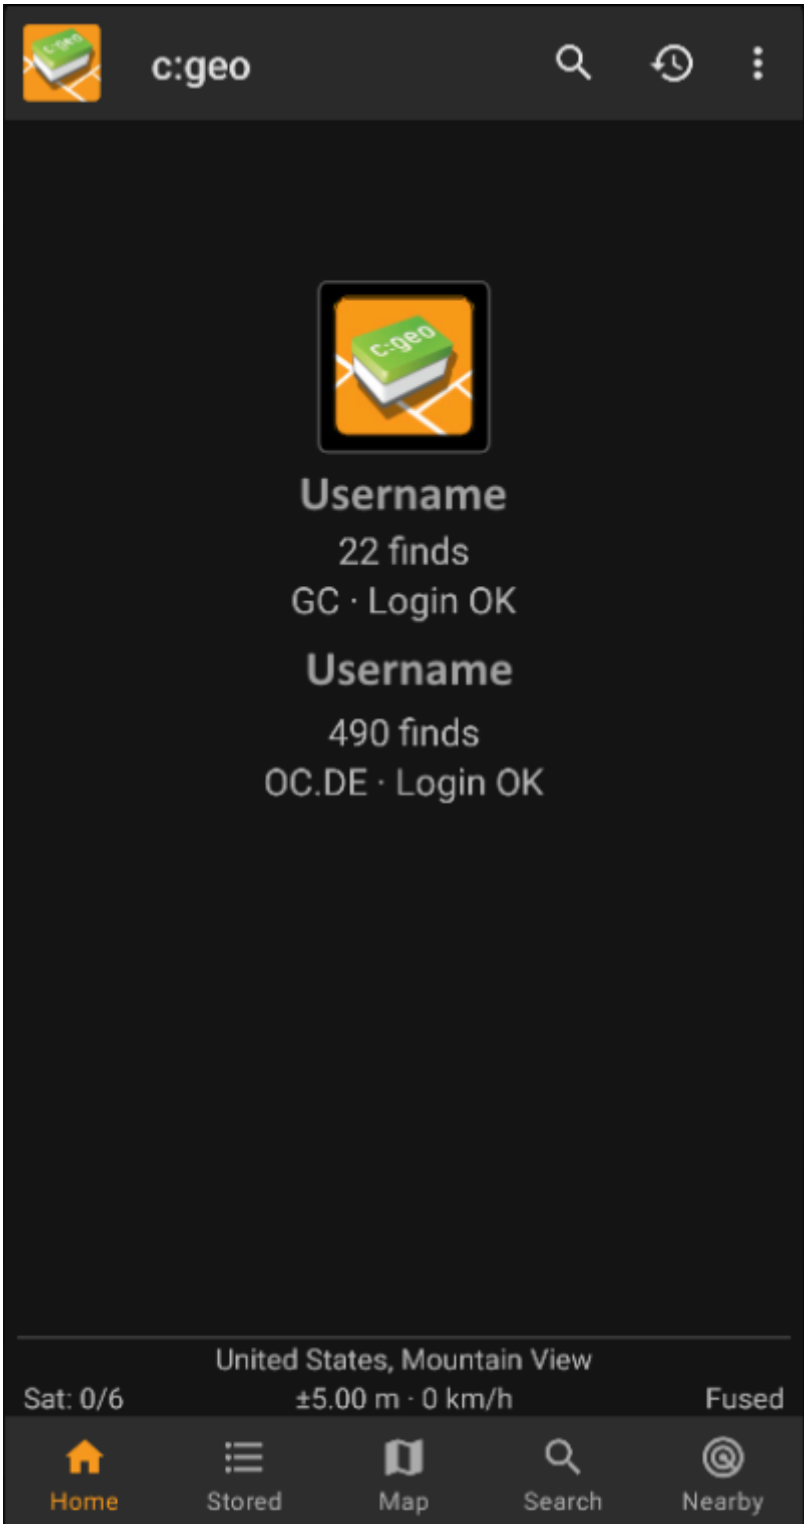 c:geo
c:geo
c:geo
Username
22 finds
GC · Login OK
Username
490 finds
OC.DE · Login OK
United States, Mountain View
Sat: 0/6 ±5.00 m · 0 km/h Fused
Home Stored Map Search Nearby